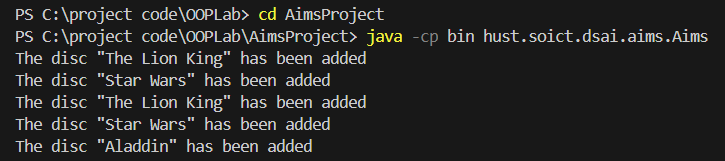 PS C:\project code\OOPLab> cd AimsProject
PS C:\project code\OOPLab\AimsProject> java -cp bin hust.soict.dsai.aims.Aims
The disc "The Lion King" has been added
The disc "Star Wars" has been added
The disc "The Lion King" has been added
The disc "Star Wars" has been added
The disc "Aladdin" has been added